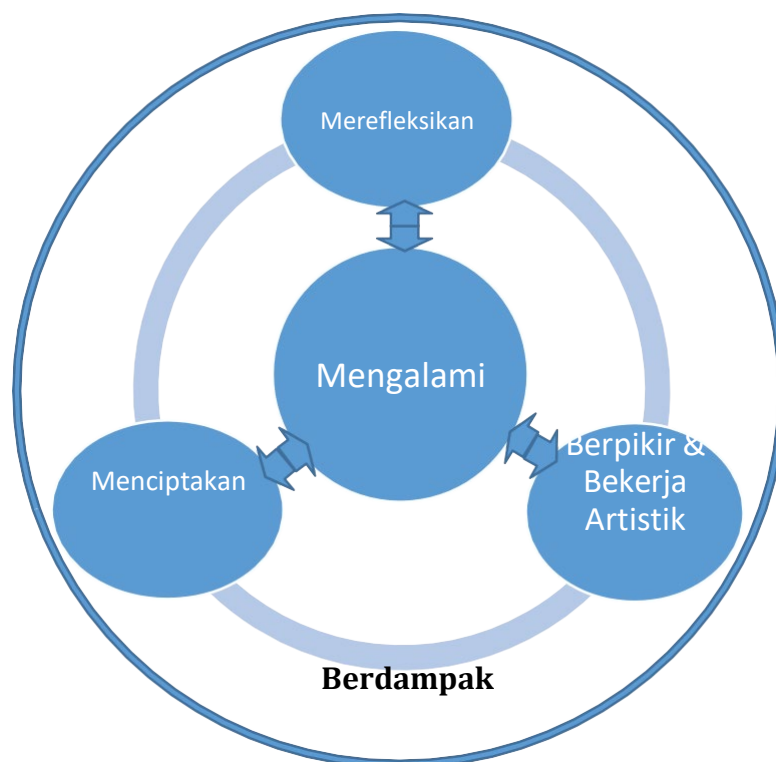 Merefleksikan
Mengalami
Menciptakan
Berpikir &
Bekerja
Artistik
Berdampak